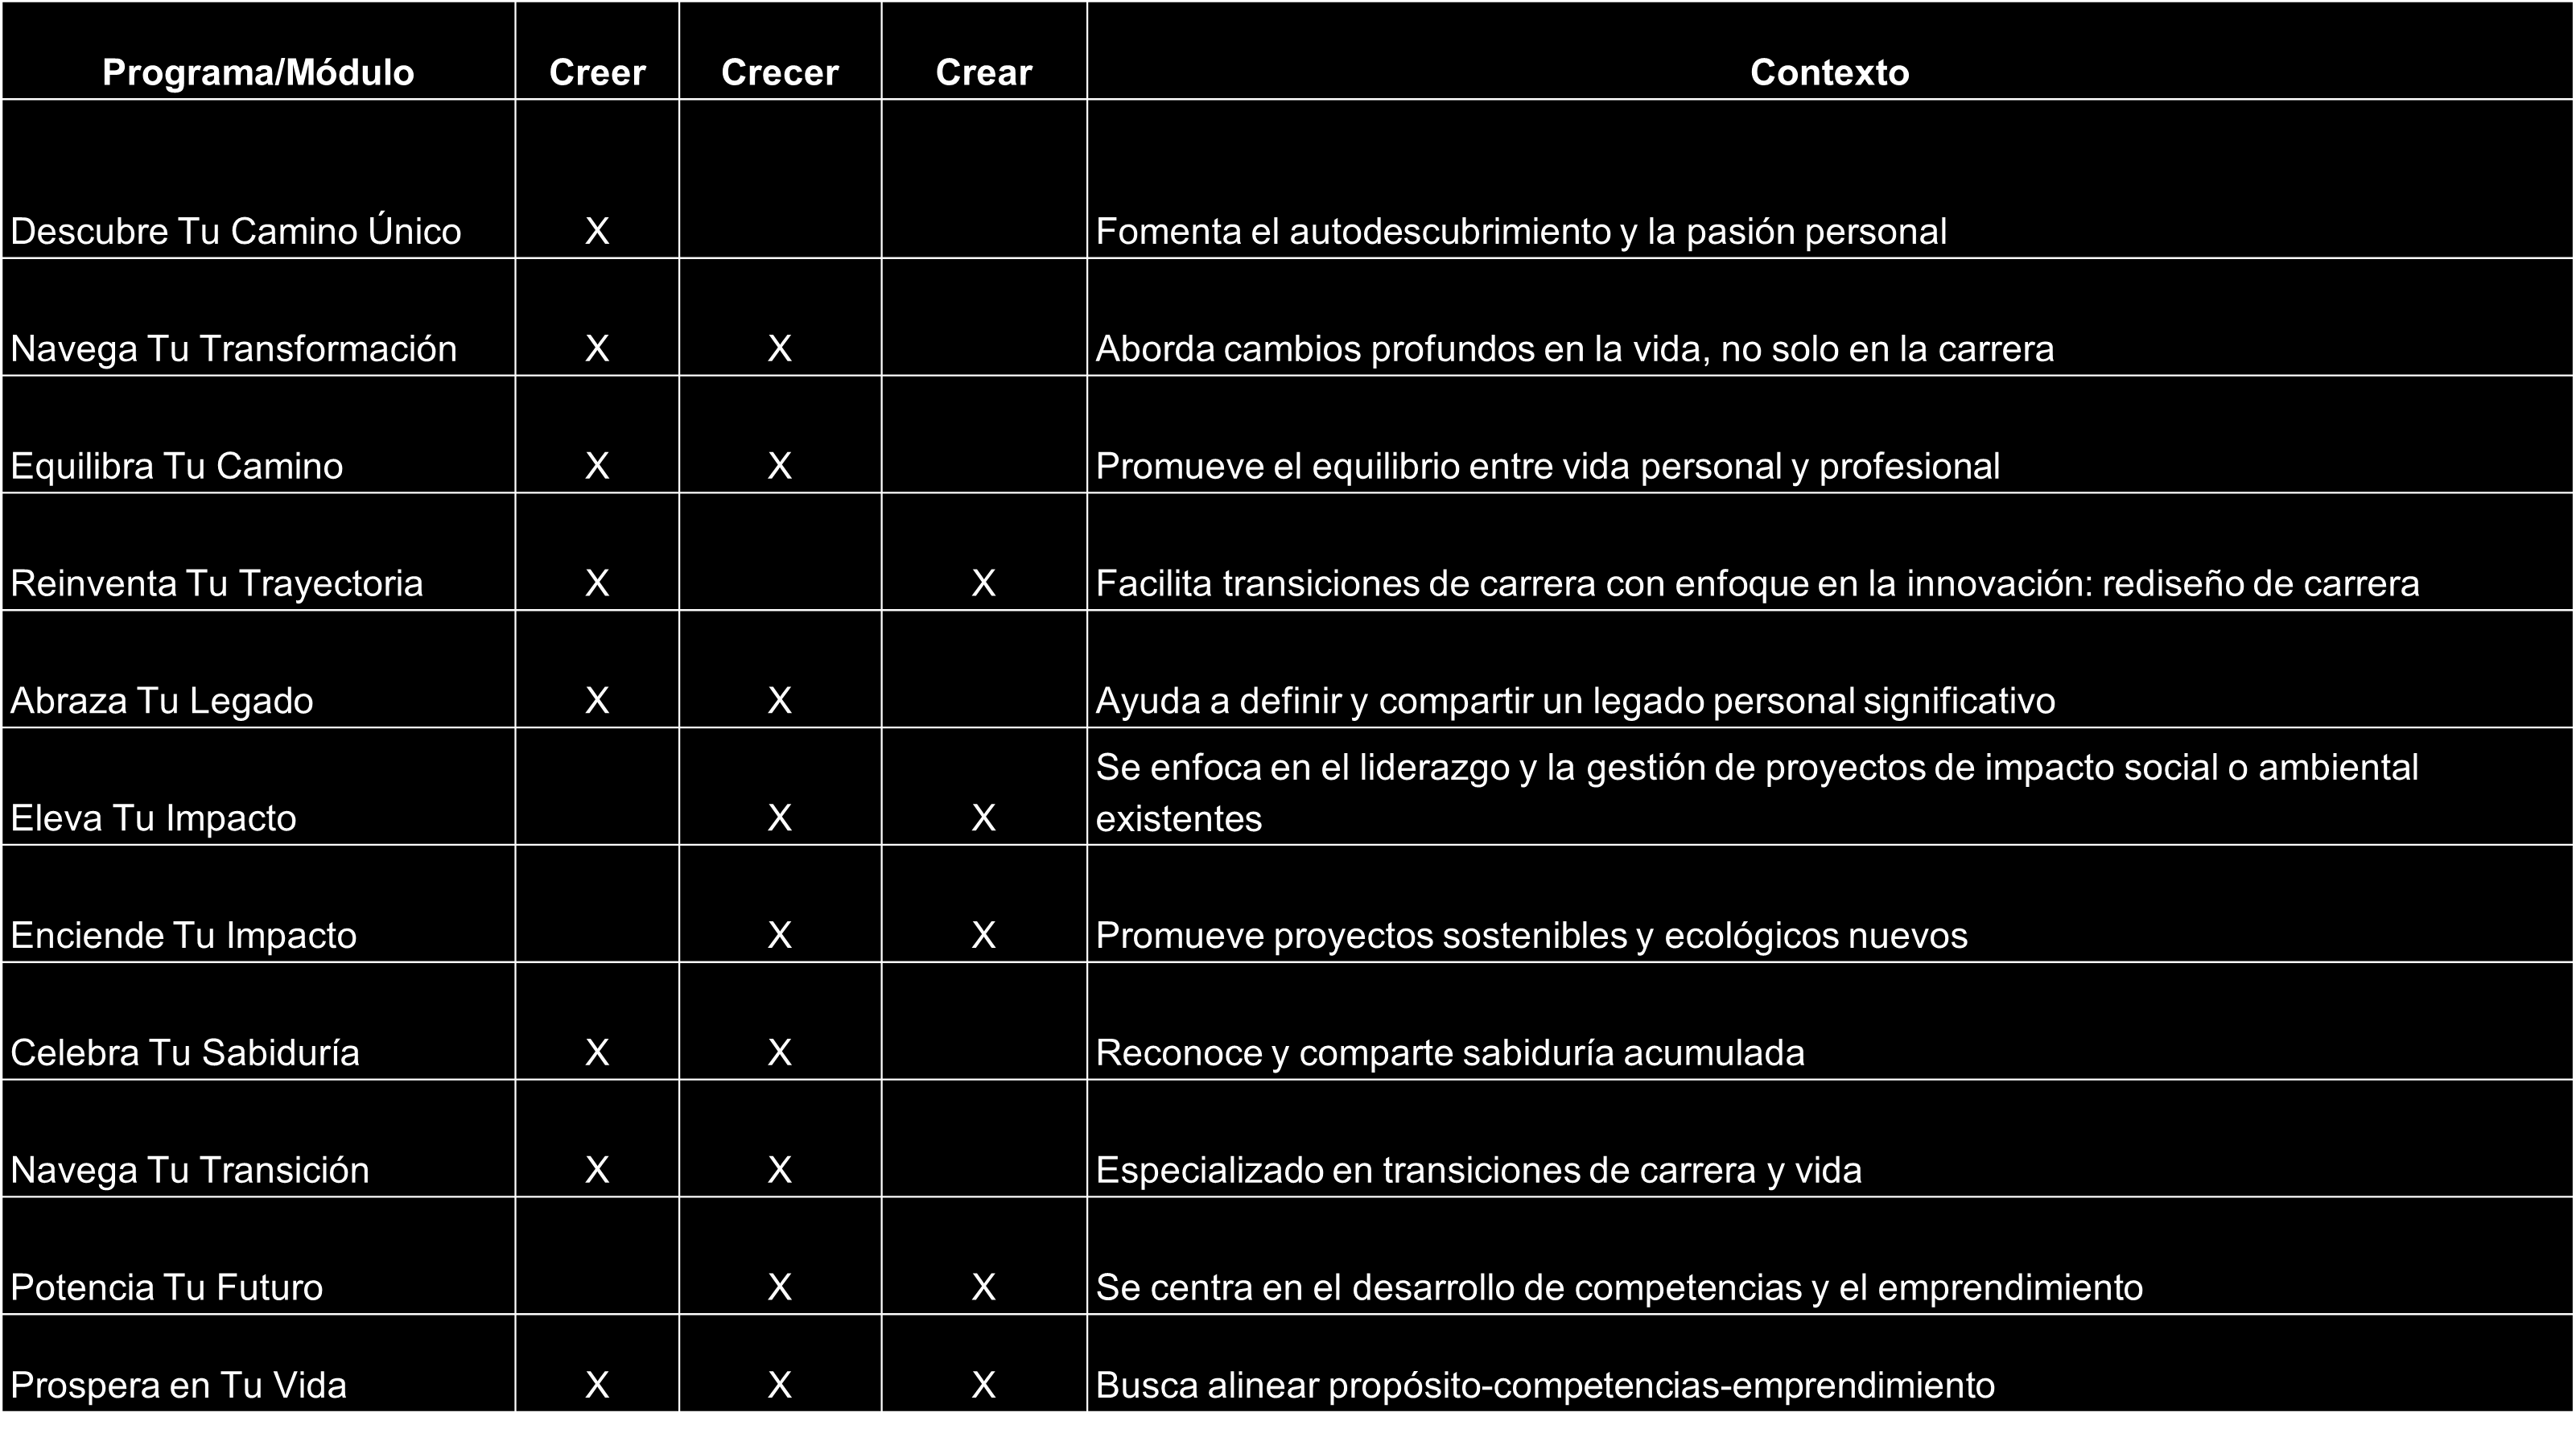 Programa/Módulo Creer Crecer Crear Contexto
Descubre Tu Camino Único X Fomenta el autodescubrimiento y la pasión personal
Navega Tu Transformación X X Aborda cambios profundos en la vida, no solo en la carrera
Equilibra Tu Camino X X Promueve el equilibrio entre vida personal y profesional
Reinventa Tu Trayectoria X X Facilita transiciones de carrera con enfoque en la innovación: rediseño de carrera
Abraza Tu Legado X X Ayuda a definir y compartir un legado personal significativo
Eleva Tu Impacto X X Se enfoca en el liderazgo y la gestión de proyectos de impacto social o ambiental
existentes
Enciende Tu Impacto X X Promueve proyectos sostenibles y ecológicos nuevos
Celebra Tu Sabiduría X X Reconoce y comparte sabiduría acumulada
Navega Tu Transición X X Especializado en transiciones de carrera y vida
Potencia Tu Futuro X X Se centra en el desarrollo de competencias y el emprendimiento
Prospera en Tu Vida X X X Busca alinear propósito-competencias-emprendimiento